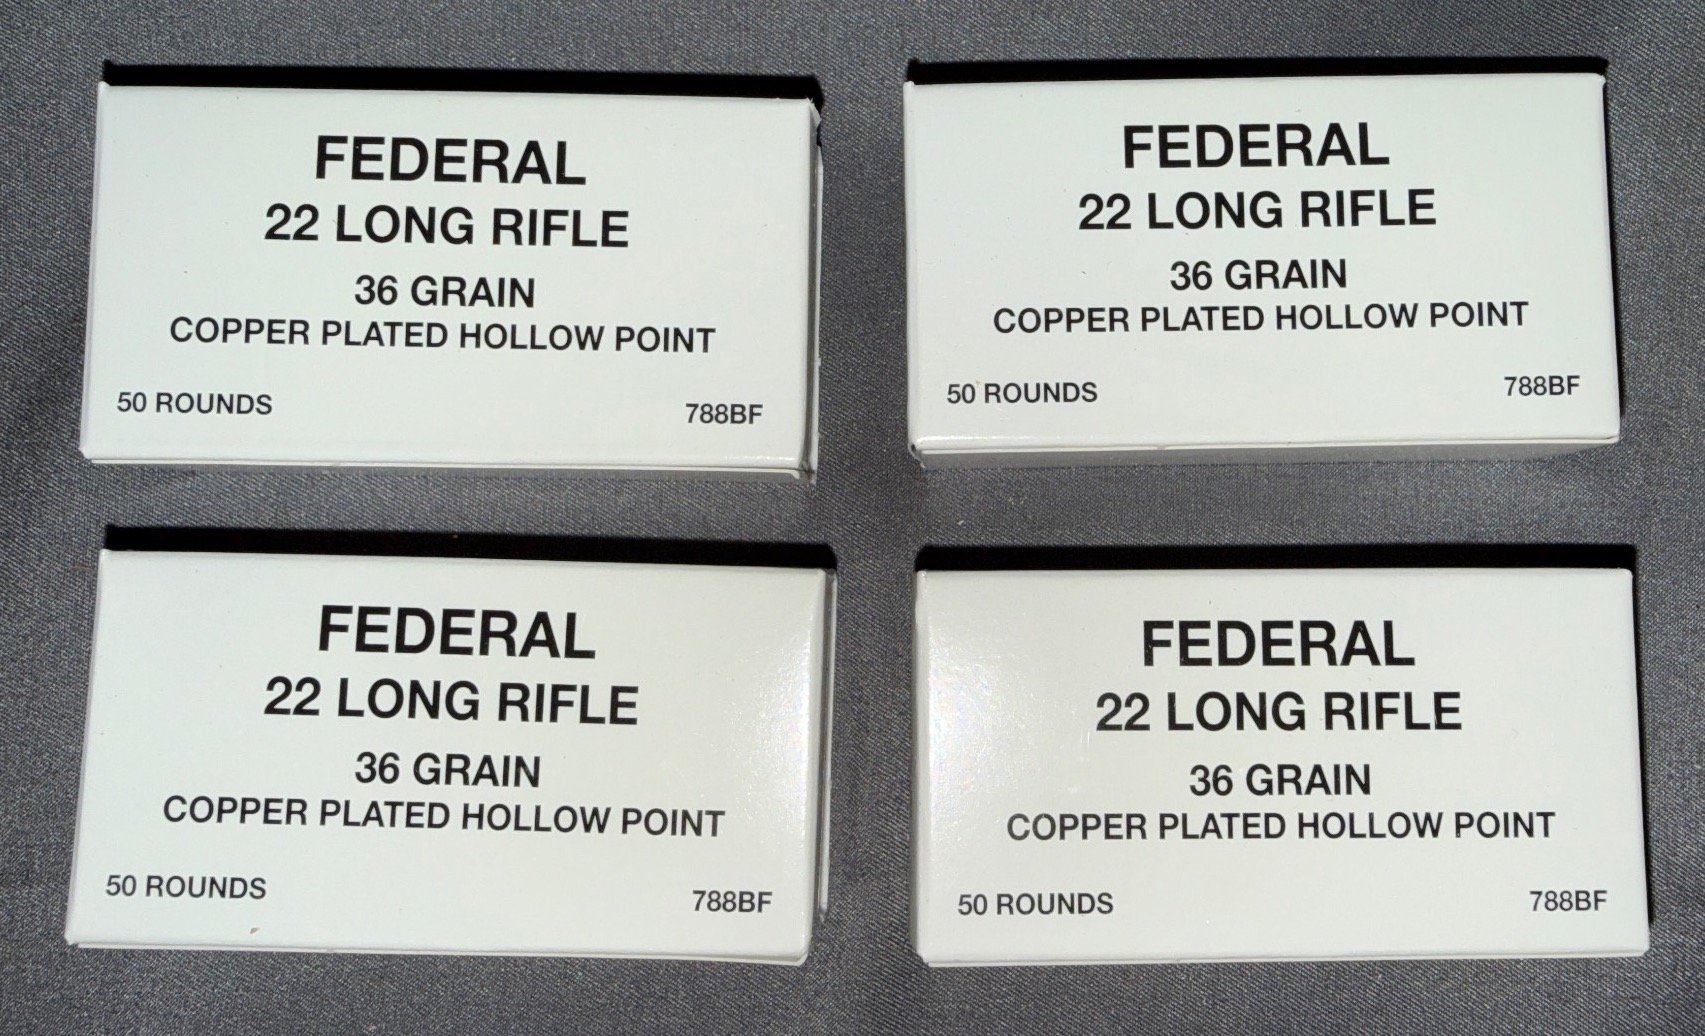 FEDERAL
22 LONG RIFLE
36 GRAIN
COPPER PLATED HOLLOW POINT
50 ROUNDS 788BF
FEDERAL
22 LONG RIFLE
36 GRAIN
COPPER PLATED HOLLOW POINT
50 ROUNDS 788BF
FEDERAL
22 LONG RIFLE
36 GRAIN
COPPER PLATED HOLLOW POINT
50 ROUNDS 788BF
FEDERAL
22 LONG RIFLE
36 GRAIN
COPPER PLATED HOLLOW POINT
50 ROUNDS 788BF